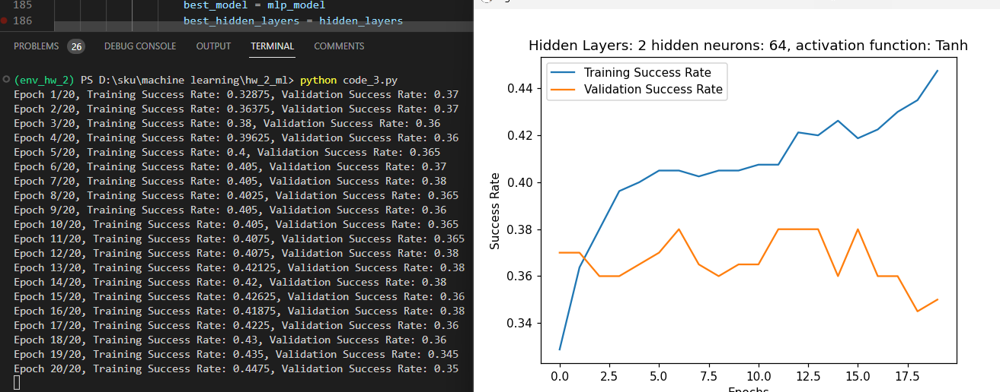 185 best_model = mlp_model
186 best_hidden_layers = hidden_layers
PROBLEMS 26 DEBUG CONSOLE OUTPUT TERMINAL COMMENTS
(env_hw_2) PS D:\sku\machine learning\hw_2_ml> python code_3.py
Epoch 1/20, Training Success Rate: 0.32875, Validation Success Rate: 0.37
Epoch 2/20, Training Success Rate: 0.36375, Validation Success Rate: 0.37
Epoch 3/20, Training Success Rate: 0.38, Validation Success Rate: 0.36
Epoch 4/20, Training Success Rate: 0.39625, Validation Success Rate: 0.36
Epoch 5/20, Training Success Rate: 0.4, Validation Success Rate: 0.365
Epoch 6/20, Training Success Rate: 0.405, Validation Success Rate: 0.37
Epoch 7/20, Training Success Rate: 0.405, Validation Success Rate: 0.38
Epoch 8/20, Training Success Rate: 0.4025, Validation Success Rate: 0.365
Epoch 9/20, Training Success Rate: 0.405, Validation Success Rate: 0.36
Epoch 10/20, Training Success Rate: 0.405, Validation Success Rate: 0.365
Epoch 11/20, Training Success Rate: 0.4075, Validation Success Rate: 0.365
Epoch 12/20, Training Success Rate: 0.4075, Validation Success Rate: 0.38
Epoch 13/20, Training Success Rate: 0.42125, Validation Success Rate: 0.38
Epoch 14/20, Training Success Rate: 0.42, Validation Success Rate: 0.38
Epoch 15/20, Training Success Rate: 0.42625, Validation Success Rate: 0.36
Epoch 16/20, Training Success Rate: 0.41875, Validation Success Rate: 0.38
Epoch 17/20, Training Success Rate: 0.4225, Validation Success Rate: 0.36
Epoch 18/20, Training Success Rate: 0.43, Validation Success Rate: 0.36
Epoch 19/20, Training Success Rate: 0.435, Validation Success Rate: 0.345
Epoch 20/20, Training Success Rate: 0.4475, Validation Success Rate: 0.35
Hidden Layers: 2 hidden neurons: 64, activation function: Tanh
Training Success Rate
Validation Success Rate
Success Rate
0.44
0.42
0.40
0.38
0.36
0.34
0.0 2.5 5.0 7.5 10.0 12.5 15.0 17.5
Epochs